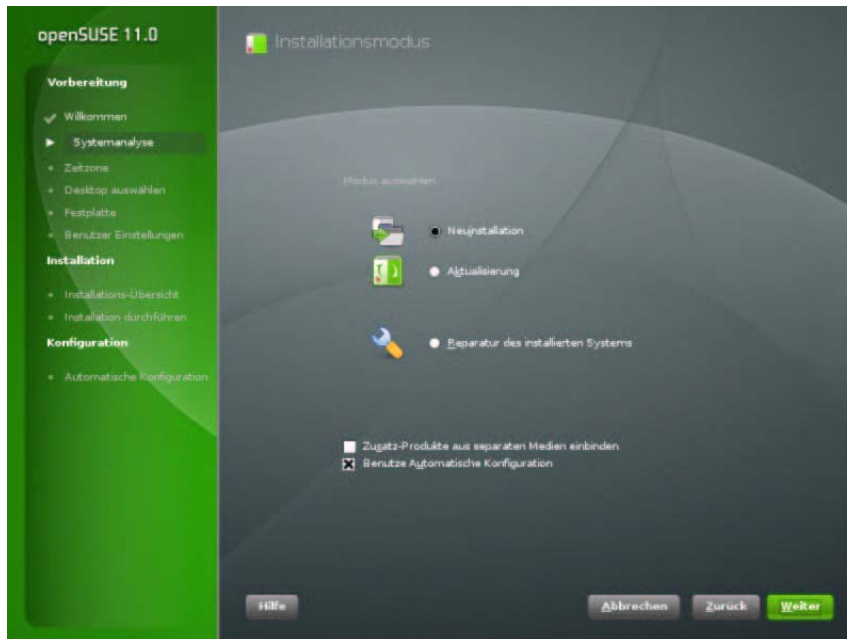 openSUSE 11.0
Vorbereitung
Willkommen
Systemanalyse
Zeitzone
Desktop auswählen
Festplatte
Benutzer Einstellungen
Installation
Installations-Übersicht
Installation durchführen
Konfiguration
Automatische Konfiguration
Installationsmodus
Modus auswählen
Neuinstallation
Aktualisierung
Reparatur des installierten Systems
Zusatz-Produkte aus separaten Medien einbinden
Benutze Automatische Konfiguration
Hilfe
Abbrechen
Zurück
Weiter